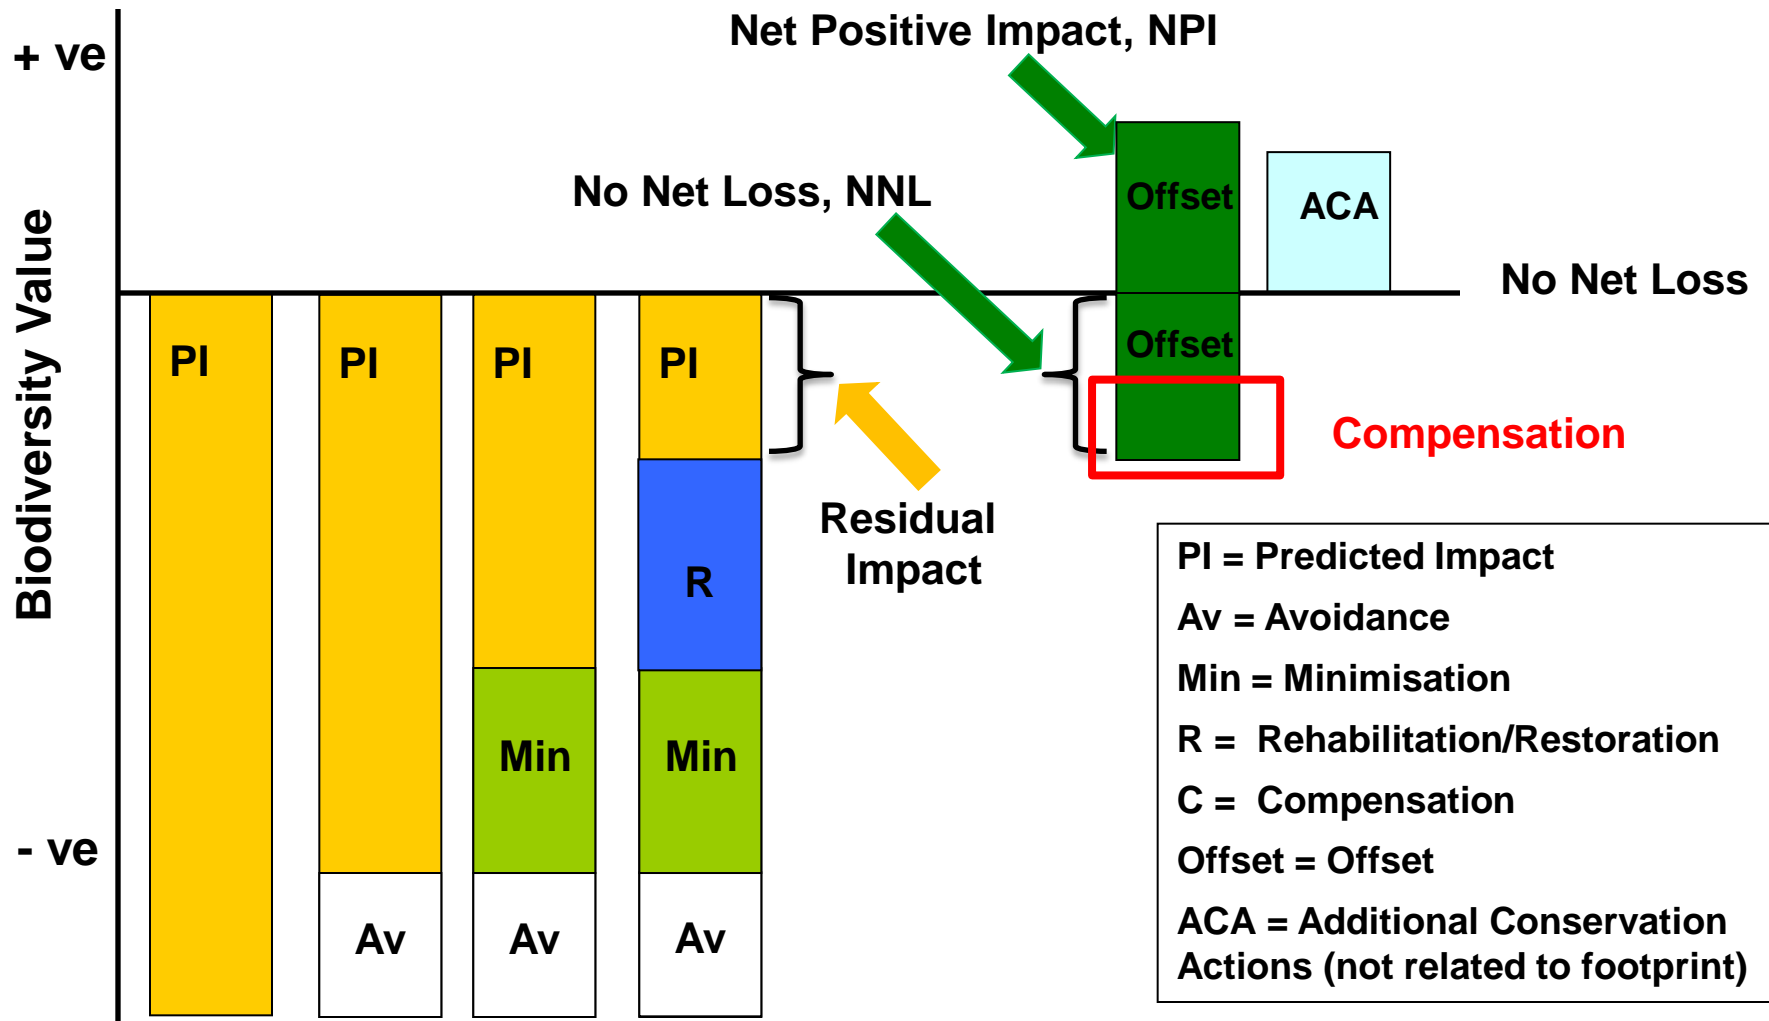 Net Positive Impact, NPI
+ ve
No Net Loss, NNL
Offset
ACA
No Net Loss
Biodiversity Value
PI
PI
PI
PI
Offset
Compensation
Residual
Impact
R
Min
Min
- ve
Av
Av
Av
PI = Predicted Impact
Av = Avoidance
Min = Minimisation
R = Rehabilitation/Restoration
C = Compensation
Offset = Offset
ACA = Additional Conservation
Actions (not related to footprint)